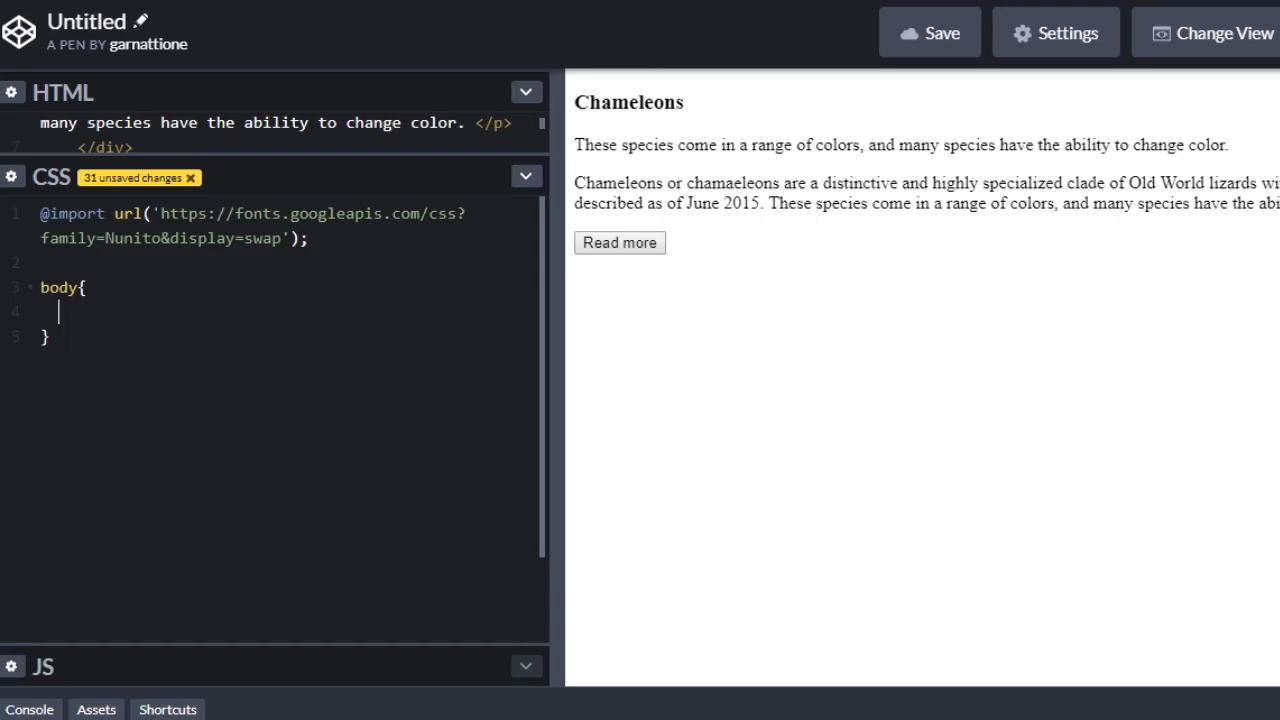 Untitled
A PEN BY garnattione
Save
Settings
Change View
HTML
many species have the ability to change color. </p>
7 </div>
CSS
31 unsaved changes ×
1 @import url('https://fonts.googleapis.com/css?
family=Nunito&display=swap');
2
3 body{
4
5 }
JS
Console
Assets
Shortcuts
Chameleons
These species come in a range of colors, and many species have the ability to change color.
Chameleons or chamaeleons are a distinctive and highly specialized clade of Old World lizards wi
described as of June 2015. These species come in a range of colors, and many species have the abi
Read more